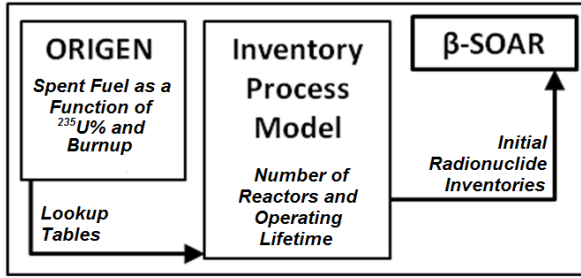 ORIGEN
Spent Fuel as a
Function of
²³⁵U% and
Burnup
Lookup
Tables
Inventory
Process
Model
Number of
Reactors and
Operating
Lifetime
β-SOAR
Initial
Radionuclide
Inventories